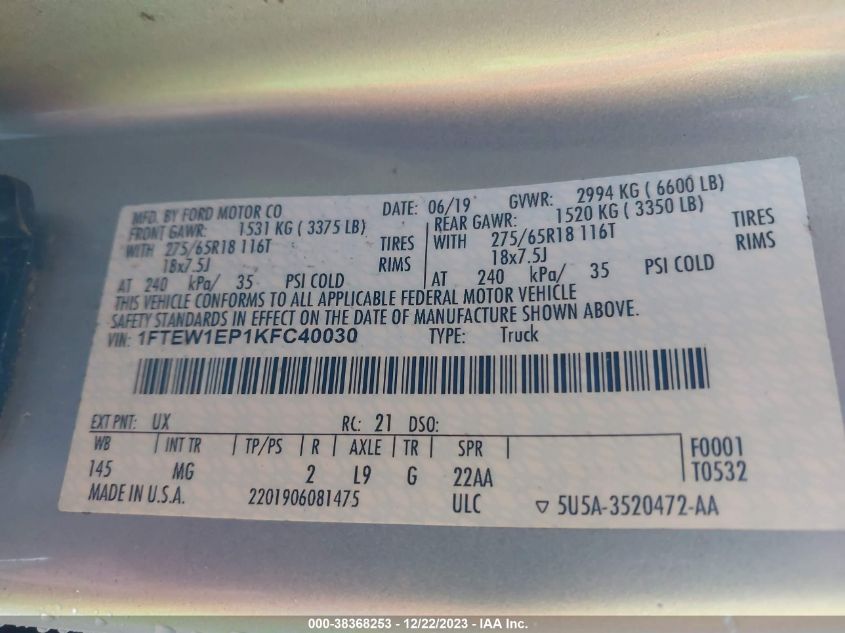 MFD. BY FORD MOTOR CO DATE: 06/19 GVWR: 2994 KG ( 6600 LB)
FRONT GAWR: 1531 KG ( 3375 LB) REAR GAWR: 1520 KG ( 3350 LB)
WITH 275/65R18 116T TIRES WITH 275/65R18 116T TIRES
18x7.5J RIMS 18x7.5J RIMS
AT 240 kPa/ 35 PSI COLD AT 240 kPa/ 35 PSI COLD
THIS VEHICLE CONFORMS TO ALL APPLICABLE FEDERAL MOTOR VEHICLE
SAFETY STANDARDS IN EFFECT ON THE DATE OF MANUFACTURE SHOWN ABOVE.
VIN: 1FTEW1EP1KFC40030 TYPE: Truck
EXT PNT: UX RC: 21 DSO:
WB INT TR TP/PS R AXLE TR SPR F0001
145 MG 2 L9 G 22AA T0532
MADE IN U.S.A. 2201906081475 ULC ▽ 5U5A-3520472-AA
000-38368253 - 12/22/2023 - IAA Inc.